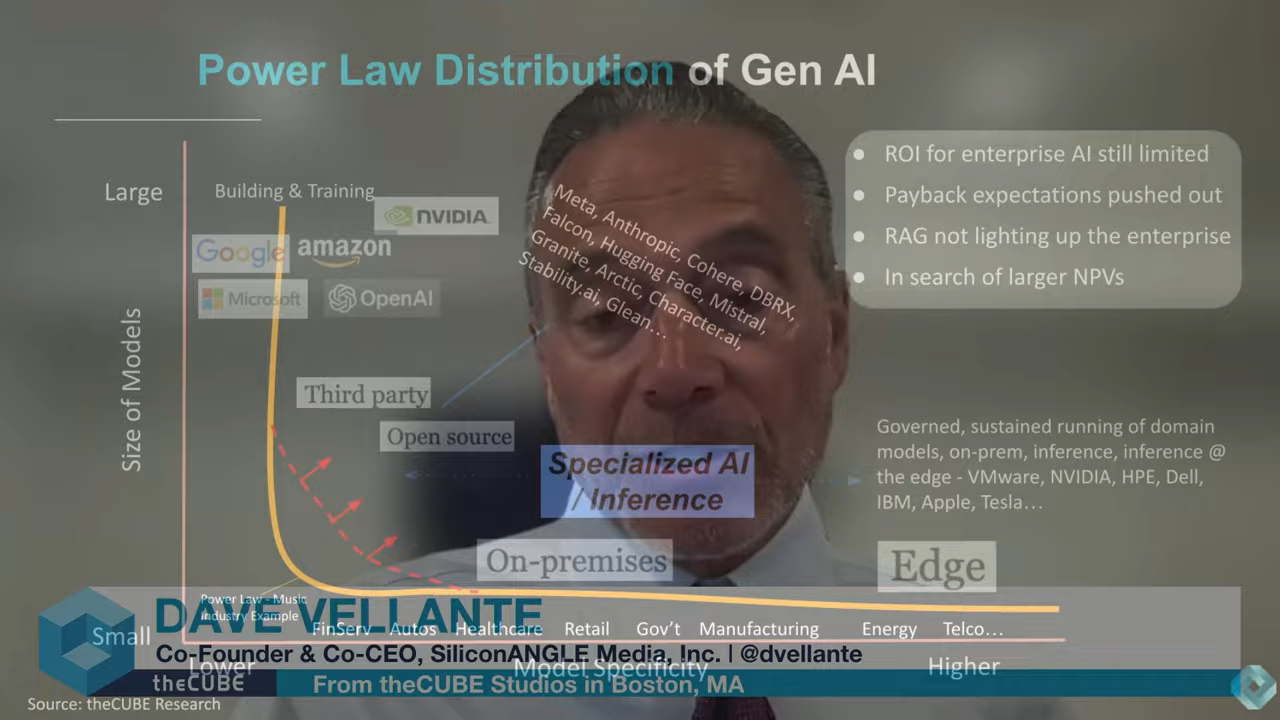 Power Law Distribution of Gen AI
Large
Building & Training
NVIDIA
Google
amazon
Microsoft
OpenAI
Meta, Anthropic, Cohere, DBRX,
Falcon, Hugging Face, Mistral,
Granite, Arctic, Character.ai,
Stability.ai, Glean…
• ROI for enterprise AI still limited
• Payback expectations pushed out
• RAG not lighting up the enterprise
• In search of larger NPVs
Size of Models
Third party
Open source
Specialized AI
/ Inference
Governed, sustained running of domain
models, on-prem, inference, inference @
the edge - VMware, NVIDIA, HPE, Dell,
IBM, Apple, Tesla…
On-premises
Edge
Power Law - Music
Industry Example
DAVE VELLANTE
Small
FinServ Autos Healthcare Retail Gov't Manufacturing Energy Telco…
Co-Founder & Co-CEO, SiliconANGLE Media, Inc. | @dvellante
Lower
Model Specificity
Higher
theCUBE
From theCUBE Studios in Boston, MA
Source: theCUBE Research